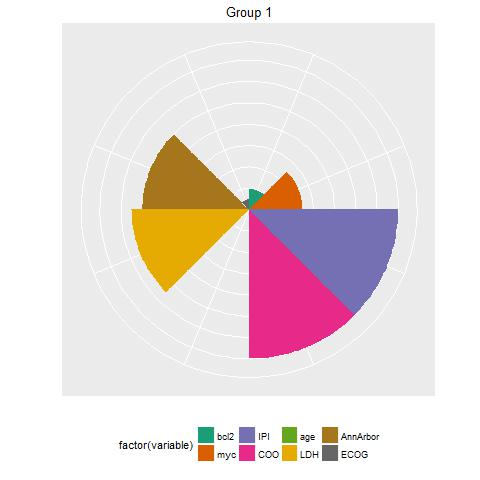 Group 1
factor(variable)
bcl2 IPI age AnnArbor
myc COO LDH ECOG